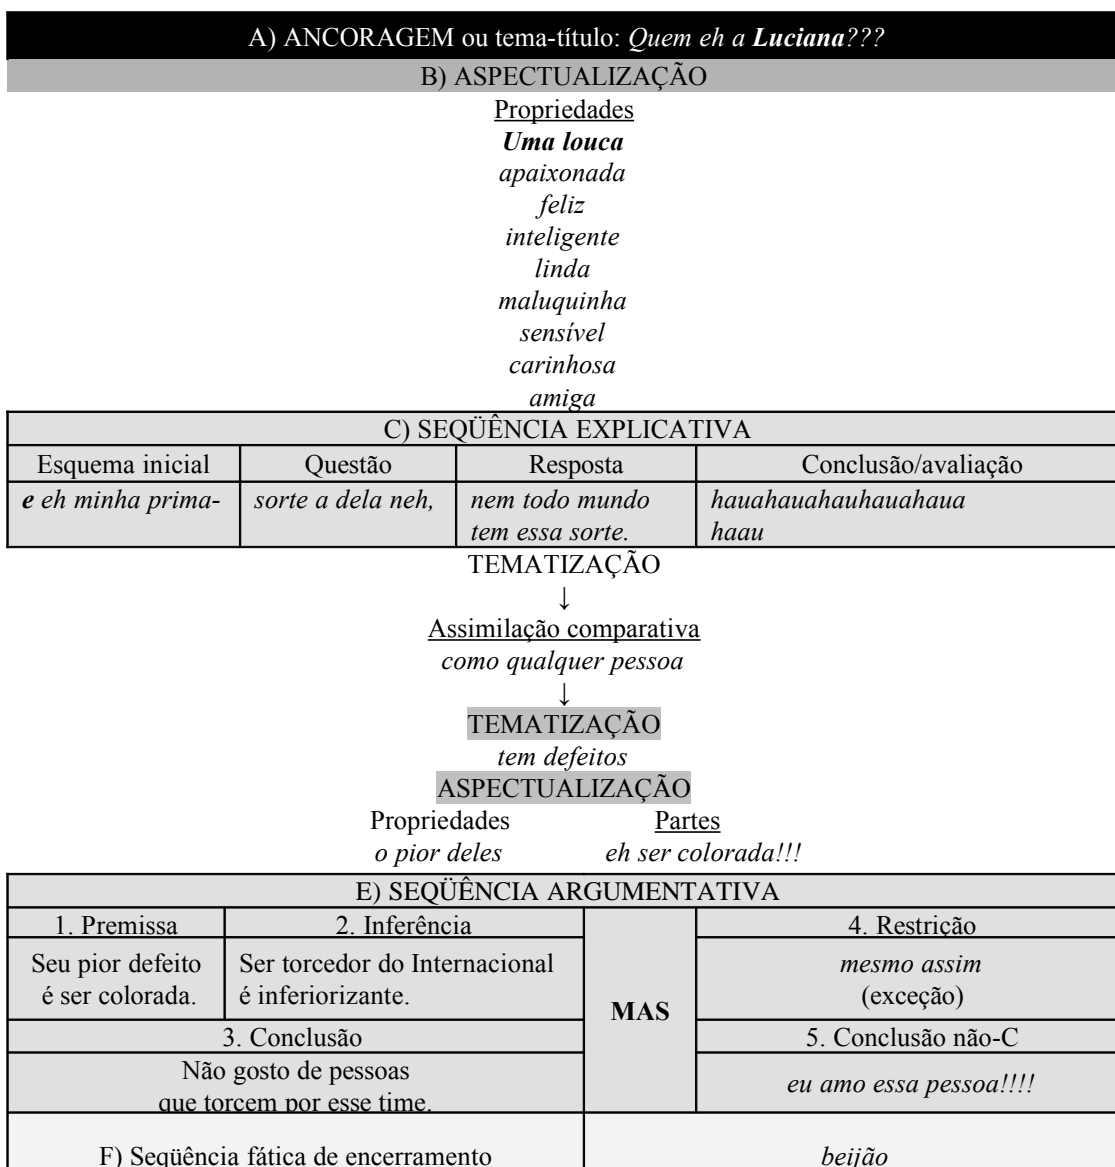 A) ANCORAGEM ou tema-título: Quem eh a Luciana???
B) ASPECTUALIZAÇÃO
Propriedades
Uma louca
apaixonada
feliz
inteligente
linda
maluquinha
sensível
carinhosa
amiga
C) SEQÜÊNCIA EXPLICATIVA
Esquema inicial Questão Resposta Conclusão/avaliação
e eh minha prima- sorte a dela neh, nem todo mundo hauahauahauhauahaua
tem essa sorte. haau
TEMATIZAÇÃO
↓
Assimilação comparativa
como qualquer pessoa
↓
TEMATIZAÇÃO
tem defeitos
ASPECTUALIZAÇÃO
Propriedades Partes
o pior deles eh ser colorada!!!
E) SEQÜÊNCIA ARGUMENTATIVA
1. Premissa 2. Inferência 4. Restrição
Seu pior defeito Ser torcedor do Internacional mesmo assim
é ser colorada. é inferiorizante. (exceção)
MAS
3. Conclusão 5. Conclusão não-C
Não gosto de pessoas eu amo essa pessoa!!!!
que torcem por esse time.
F) Seqüência fática de encerramento beijão